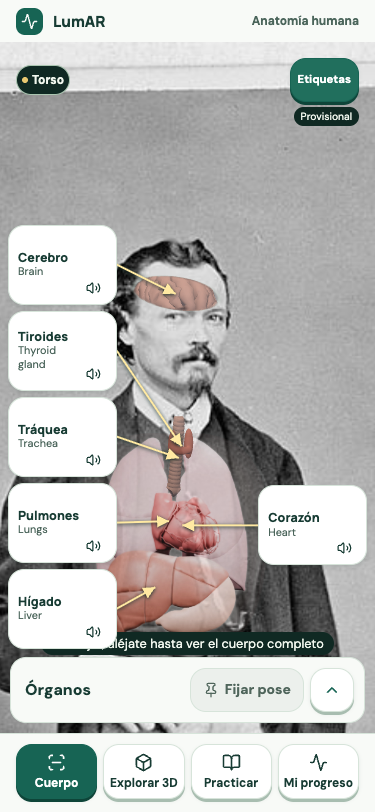 LumAR
Anatomía humana
Torso
Etiquetas
Provisional
Cerebro
Brain
Tiroides
Thyroid
gland
Tráquea
Trachea
Pulmones
Lungs
Corazón
Heart
Hígado
Liver
aléjate hasta ver el cuerpo completo
Órganos
Fijar pose
Cuerpo
Explorar 3D
Practicar
Mi progreso